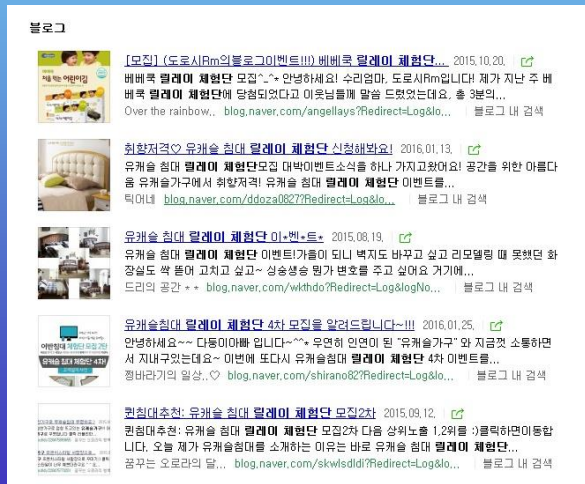 블로그
[모집] (도로시Rm의블로그이벤트!!!) 베베쿡 릴레이 체험단... 2015.10.20.
베베쿡 릴레이 체험단 모집^-^* 안녕하세요! 수리엄마, 도로시Rm입니다! 제가 지난 주 베
베쿡 릴레이 체험단에 당첨되었다고 이웃님들께 말씀 드렸었는데요. 총 3분의...
Over the rainbow.. blog.naver.com/angellays?Redirect=Log&lo... 블로그 내 검색
취향저격♡ 유캐슬 침대 릴레이 체험단 신청해봐요! 2016.01.13.
유캐슬 침대 릴레이 체험단모집 대박이벤트소식을 하나 가지고왔어요! 공간을 위한 아름다
움 유캐슬가구에서 취향저격! 유캐슬 침대 릴레이 체험단 이벤트를...
틱어네 blog.naver.com/ddoza0827?Redirect=Log&lo... 블로그 내 검색
유캐슬 침대 릴레이 체험단 이*벤*트* 2015.08.19.
유캐슬 침대 릴레이 체험단 이벤트!가을이 되니 벽지도 바꾸고 싶고 리모델링 때 못했던 화
장실도 싹 뜯어 고치고 싶고~ 싱숭생숭 뭔가 변호를 주고 싶어요 거기에...
드리의 공간 * * blog.naver.com/wkthdo?Redirect=Log&logNo... 블로그 내 검색
유캐슬침대 릴레이 체험단 4차 모집을 알려드립니다~!!! 2016.01.25.
안녕하세요~~ 다둥이아빠 입니다~^^* 우연히 인연이 된 "유캐슬가구" 와 지금껏 소통하면
서 지내구있는데요~ 이번에 또다시 유캐슬침대 릴레이 체험단 4차 이벤트를...
쩡바라기의 일상..♡ blog.naver.com/shirano82?Redirect=Log&lo... 블로그 내 검색
어반침대 체험단 모집 2탄
유캐슬침대 체험단 4차!
퀸침대추천: 유캐슬 침대 릴레이 체험단 모집2차 2015.09.12.
퀸침대추천: 유캐슬 침대 릴레이 체험단 모집2차 다음 상위노출 1,2위를 :)클릭하면이동합
니다. 오늘 제가 유캐슬침대를 소개하는 이유는 바로 유캐슬 침대 릴레이 체험단...
꿈꾸는 오로라의 달... blog.naver.com/skwlsdldi?Redirect=Log&lo... 블로그 내 검색